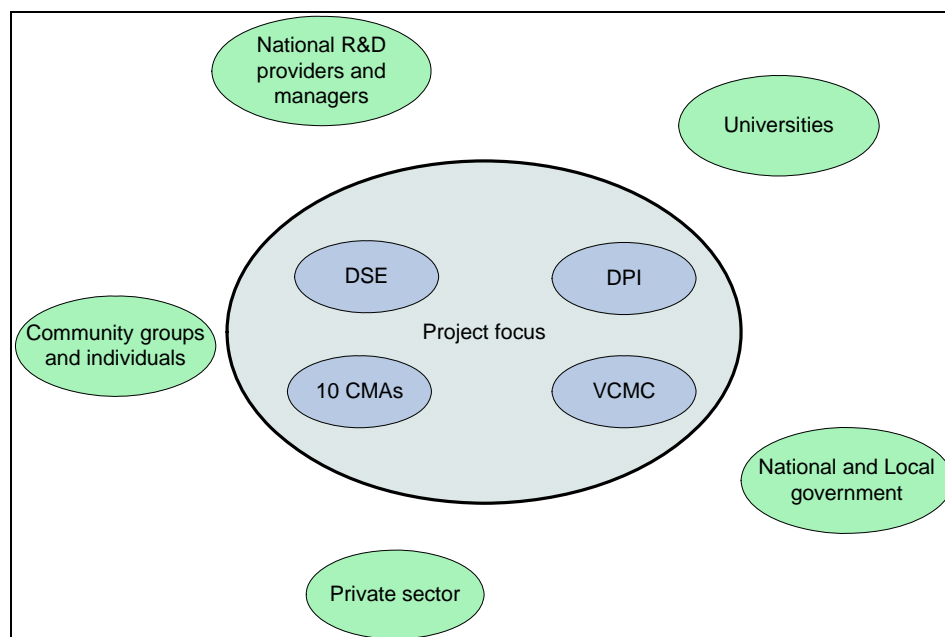 National R&D
providers and
managers
Universities
DSE
DPI
Project focus
Community groups
and individuals
10 CMAs
VCMC
National and Local
government
Private sector